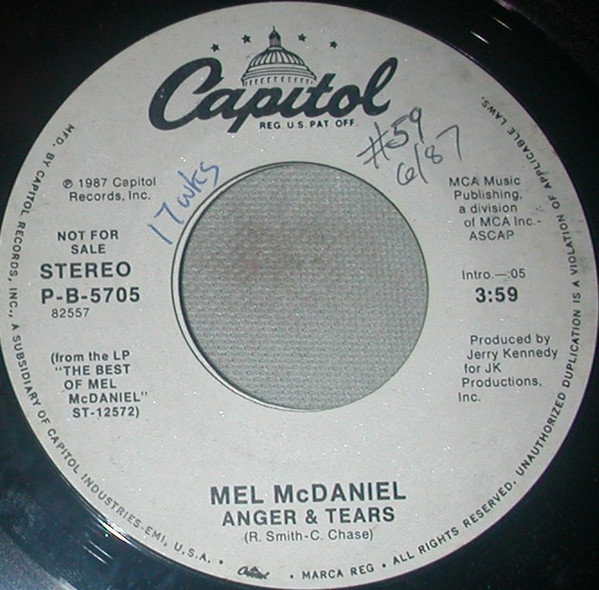 Capitol
REG. U.S. PAT. OFF.
#59
6/87
17 wks
℗ 1987 Capitol
Records, Inc.
NOT FOR
SALE
STEREO
P-B-5705
82557
(from the LP
"THE BEST
OF MEL
McDANIEL"
ST-12572)
MCA Music
Publishing,
a division
of MCA Inc.-
ASCAP
Intro.—:05
3:59
Produced by
Jerry Kennedy
for JK
Productions,
Inc.
MEL McDANIEL
ANGER & TEARS
(R. Smith-C. Chase)
MFD. BY CAPITOL RECORDS, INC., A SUBSIDIARY OF CAPITOL INDUSTRIES-EMI, U.S.A. • Capitol • MARCA REG • ALL RIGHTS RESERVED. UNAUTHORIZED DUPLICATION IS A VIOLATION OF APPLICABLE LAWS.